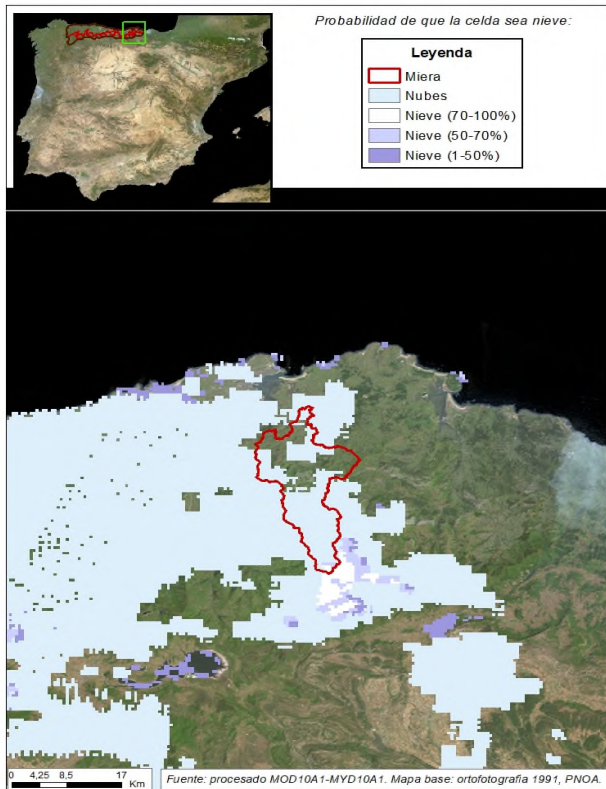 Probabilidad de que la celda sea nieve:
Leyenda
Miera
Nubes
Nieve (70-100%)
Nieve (50-70%)
Nieve (1-50%)
0 4,25 8,5 17
Km
Fuente: procesado MOD10A1-MYD10A1. Mapa base: ortofotografia 1991, PNOA.